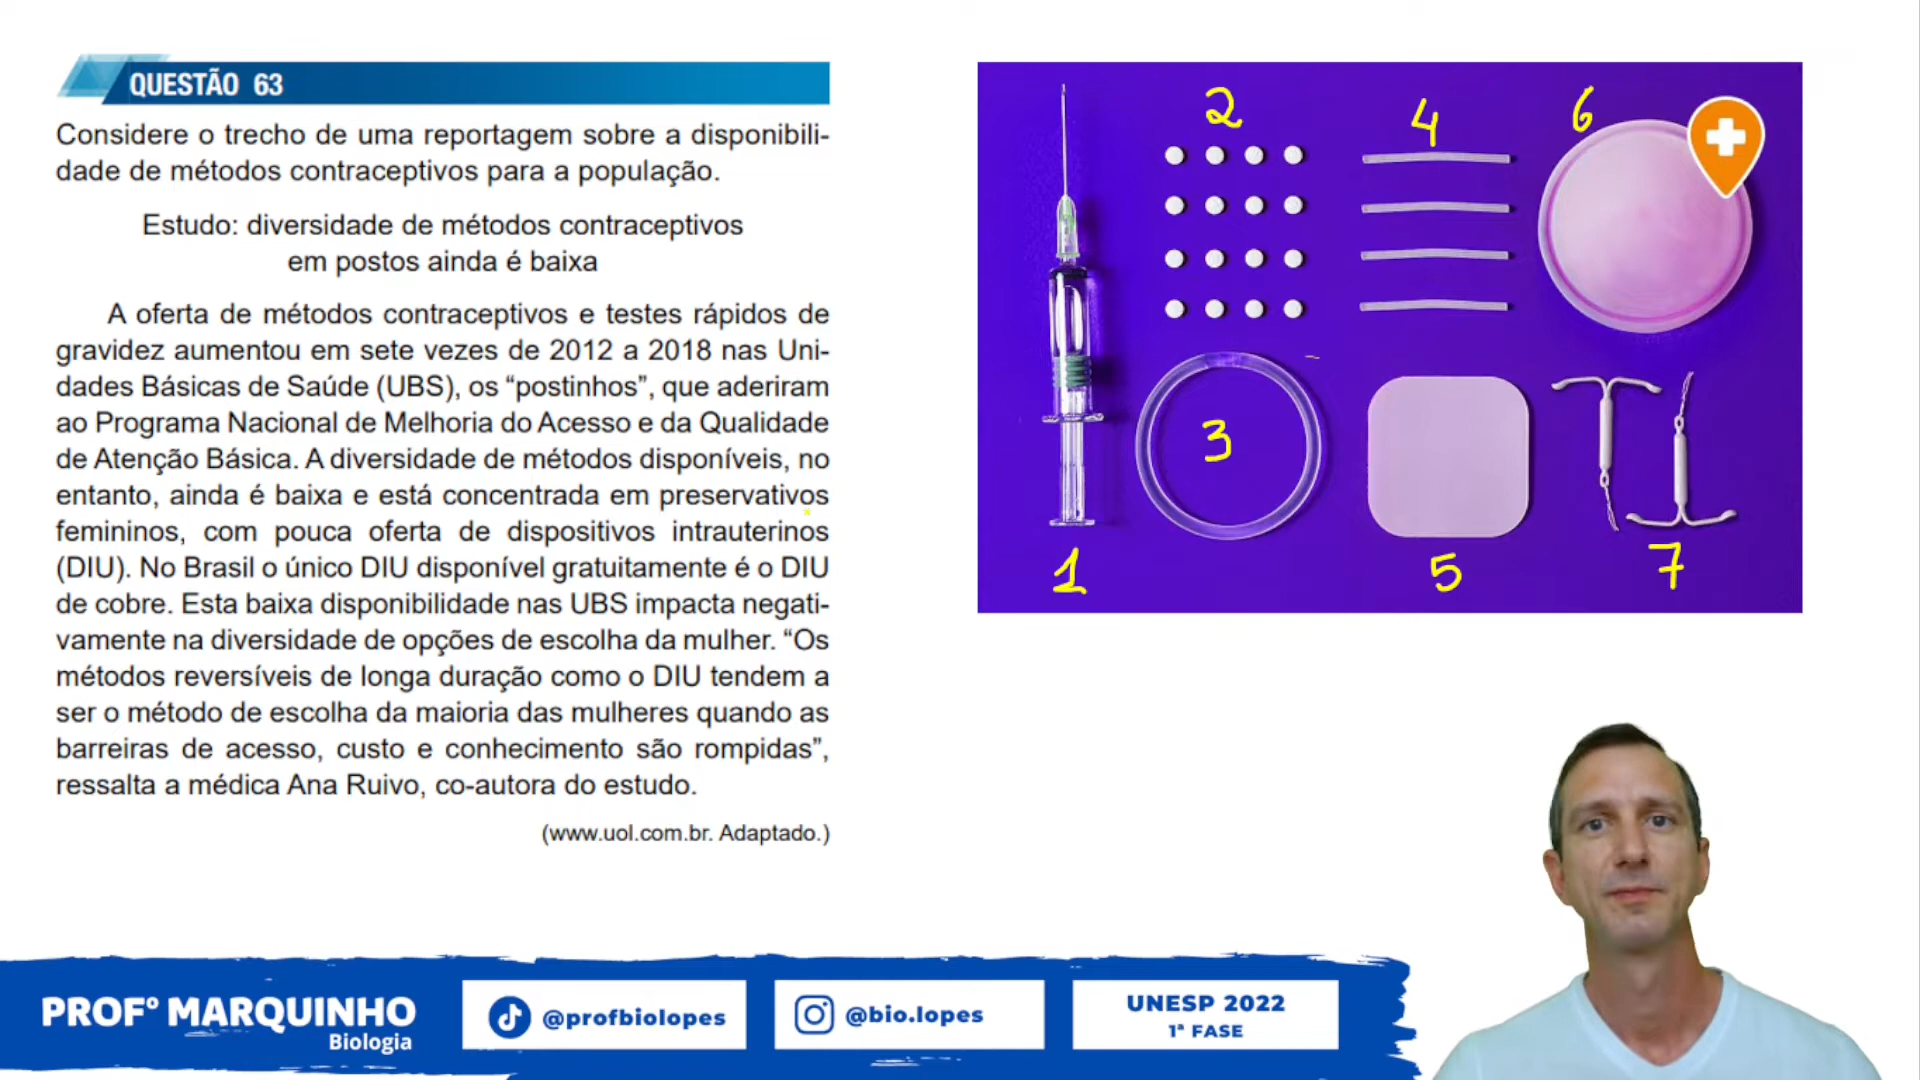 QUESTÃO 63
Considere o trecho de uma reportagem sobre a disponibili-
dade de métodos contraceptivos para a população.
Estudo: diversidade de métodos contraceptivos
em postos ainda é baixa
A oferta de métodos contraceptivos e testes rápidos de
gravidez aumentou em sete vezes de 2012 a 2018 nas Uni-
dades Básicas de Saúde (UBS), os “postinhos”, que aderiram
ao Programa Nacional de Melhoria do Acesso e da Qualidade
de Atenção Básica. A diversidade de métodos disponíveis, no
entanto, ainda é baixa e está concentrada em preservativos
femininos, com pouca oferta de dispositivos intrauterinos
(DIU). No Brasil o único DIU disponível gratuitamente é o DIU
de cobre. Esta baixa disponibilidade nas UBS impacta negati-
vamente na diversidade de opções de escolha da mulher. “Os
métodos reversíveis de longa duração como o DIU tendem a
ser o método de escolha da maioria das mulheres quando as
barreiras de acesso, custo e conhecimento são rompidas”,
ressalta a médica Ana Ruivo, co-autora do estudo.
(www.uol.com.br. Adaptado.)
2
4
6
3
1
5
7
PROFº MARQUINHO
Biologia
@profbiolopes
@bio.lopes
UNESP 2022
1ª FASE